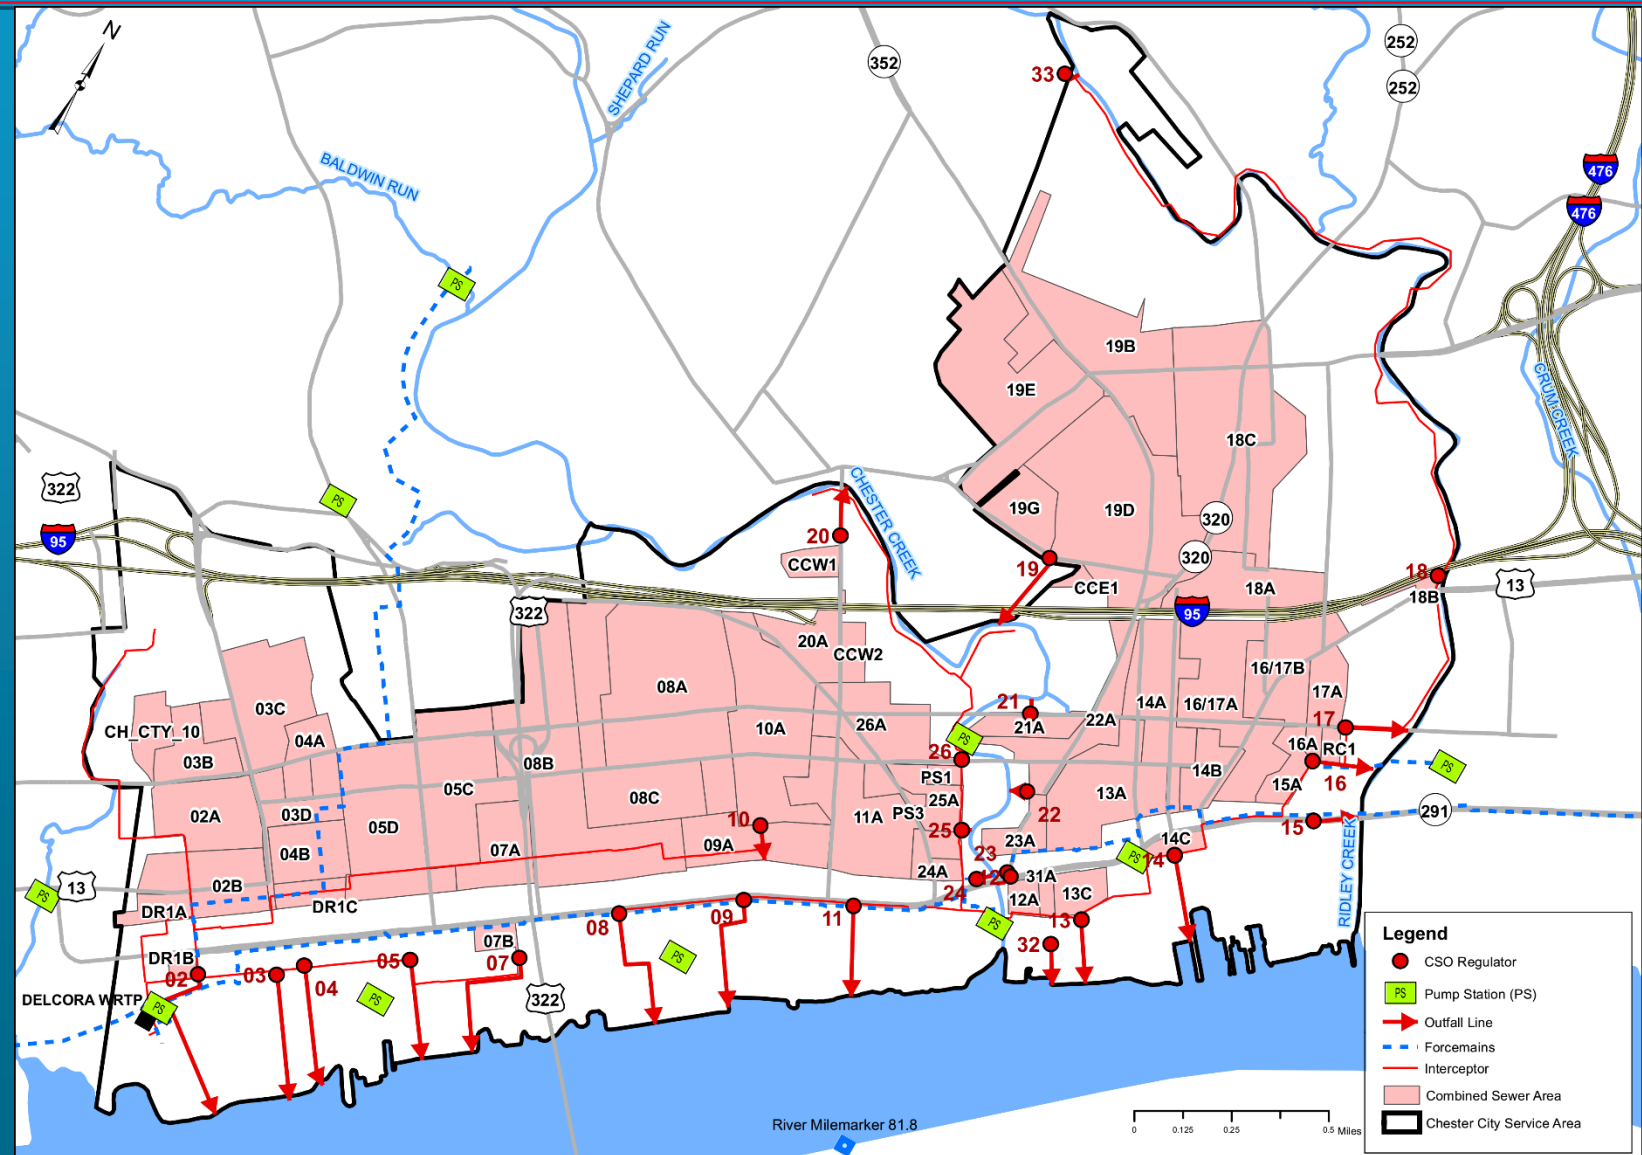 N
SHEPARD RUN
352
33
252
252
476
476
BALDWIN RUN
PS
19B
19E
CRUM CREEK
18C
322
95
PS
CHESTER CREEK
20
CCW1
19G
19D
320
320
19
CCE1
18A
18
18B
13
322
95
20A
CCW2
16/17B
03C
08A
17A
CH_CTY_10
04A
10A
26A
21
21A
22A
14A
16/17A
17
03B
08B
PS
26
16A
RC1
14B
PS
05C
08C
PS1
25A
22
13A
15A
16
02A
03D
05D
10
11A
PS3
25
15
291
04B
07A
09A
23A
23
14C
PS
14
RIDLEY CREEK
PS
13
02B
24A
24
12
31A
12A
13C
DR1A
DR1C
08
09
11
PS
13
DR1B
07B
32
02
03
04
05
07
PS
DELCORA WRTP
PS
PS
322
River Milemarker 81.8
0
0.125
0.25
0.5 Miles
Legend
CSO Regulator
PS
Pump Station (PS)
Outfall Line
Forcemains
Interceptor
Combined Sewer Area
Chester City Service Area